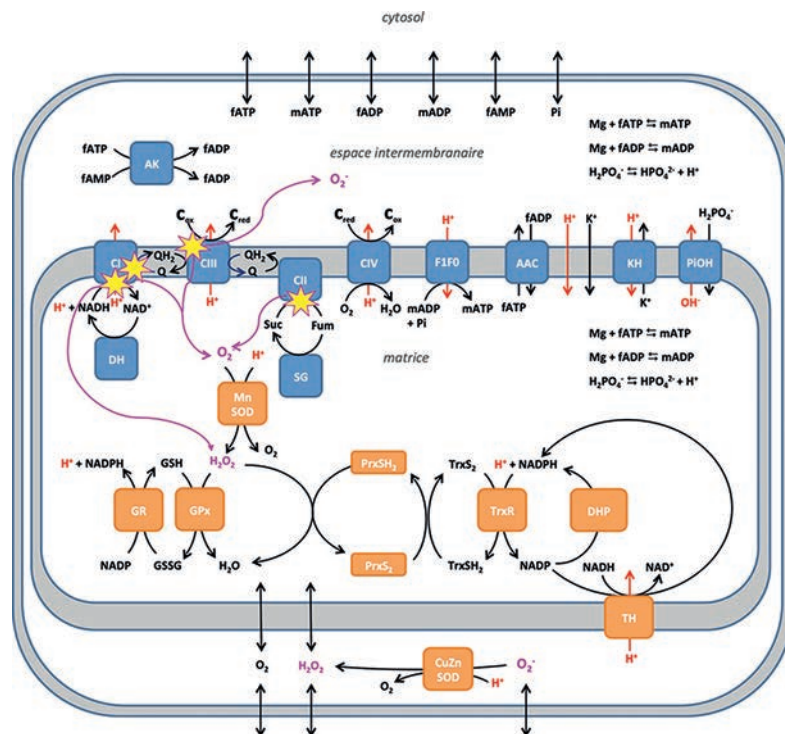 cytosol
fATP mATP fADP mADP fAMP Pi
fATP fADP
AK
fAMP fADP
espace intermembranaire
Mg + fATP ⇆ mATP
Mg + fADP ⇆ mADP
H₂PO₄⁻ ⇆ HPO₄²⁻ + H⁺
O₂⁻
Cox Cred Cred Cox H⁺ fADP H⁺ K⁺ H⁺ H₂PO₄⁻
CI QH₂ Q CIII QH₂ Q CII CIV F1F0 AAC KH PiOH
H⁺ H⁺ H⁺ K⁺ OH⁻
H⁺ + NADH NAD⁺
O₂ H₂O mADP + Pi mATP fATP
DH
Suc Fum
SG
matrice
Mg + fATP ⇆ mATP
Mg + fADP ⇆ mADP
H₂PO₄⁻ ⇆ HPO₄²⁻ + H⁺
O₂⁻ H⁺
Mn
SOD
H₂O₂ O₂
H⁺ + NADPH GSH PrxSH₂ TrxS₂ H⁺ + NADPH
GR GPx TrxR DHP
NADP GSSG H₂O PrxS₂ TrxSH₂ NADP NADH NAD⁺
TH
H⁺
O₂ H₂O₂ O₂ CuZn
SOD O₂⁻ H⁺